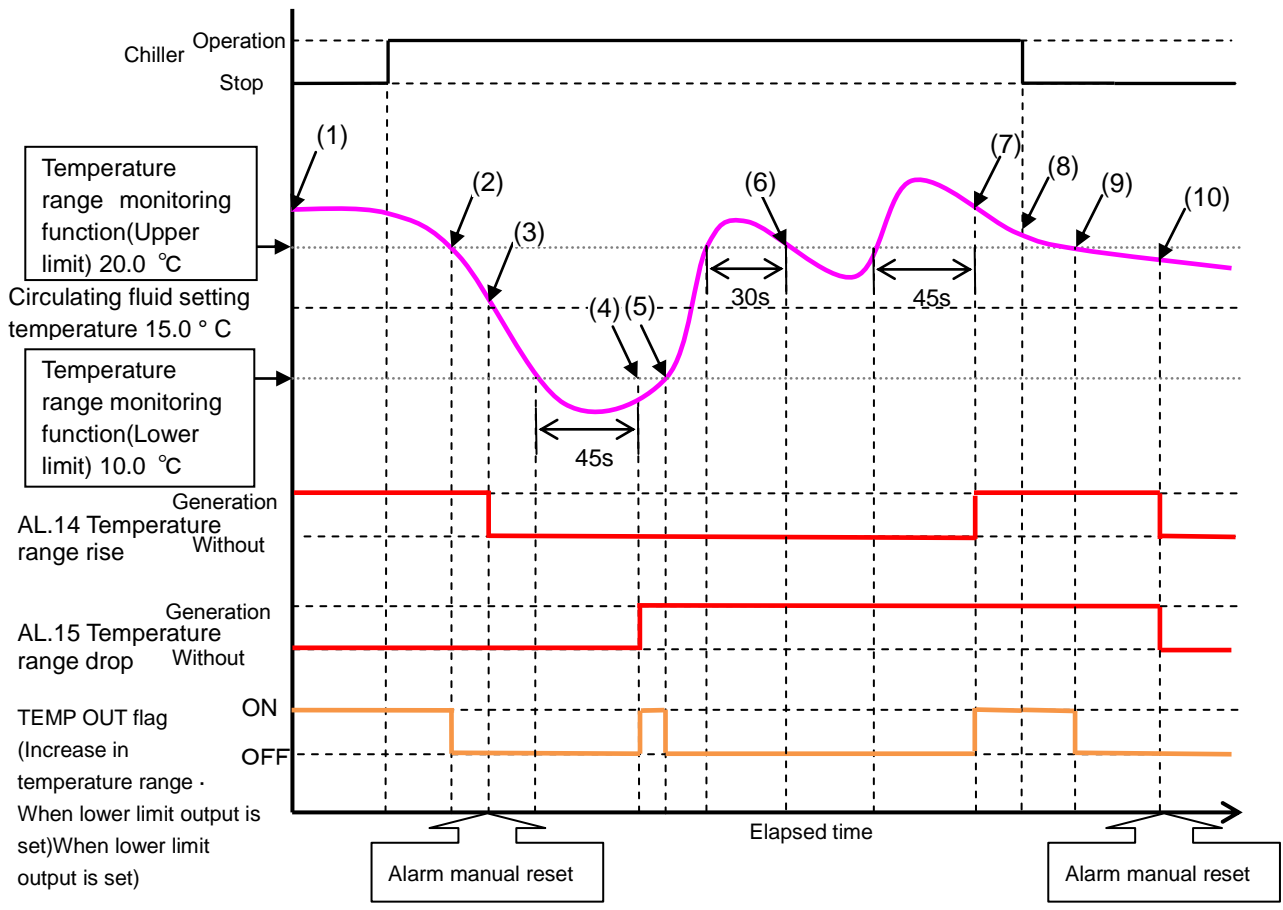 Chiller
Operation
Stop
Temperature
range monitoring
function(Upper
limit) 20.0 ℃
Circulating fluid setting
temperature 15.0 ° C
Temperature
range monitoring
function(Lower
limit) 10.0 ℃
(1)
(2)
(3)
(4)
(5)
(6)
(7)
(8)
(9)
(10)
45s
30s
45s
Generation
AL.14 Temperature
range rise
Without
Generation
AL.15 Temperature
range drop
Without
TEMP OUT flag
(Increase in
temperature range ·
When lower limit output is
set)When lower limit
output is set)
ON
OFF
Elapsed time
Alarm manual reset
Alarm manual reset